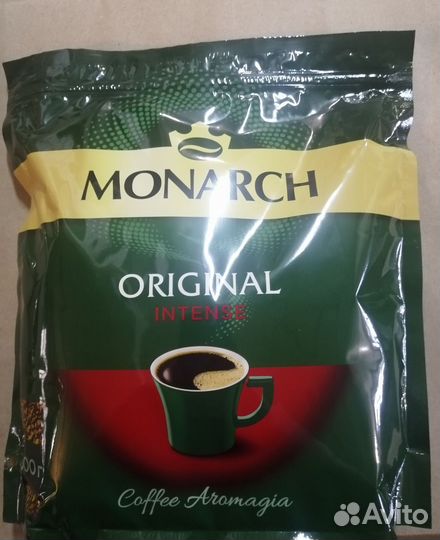 MONARCH
ORIGINAL
INTENSE
Coffee Aromagia
Avito